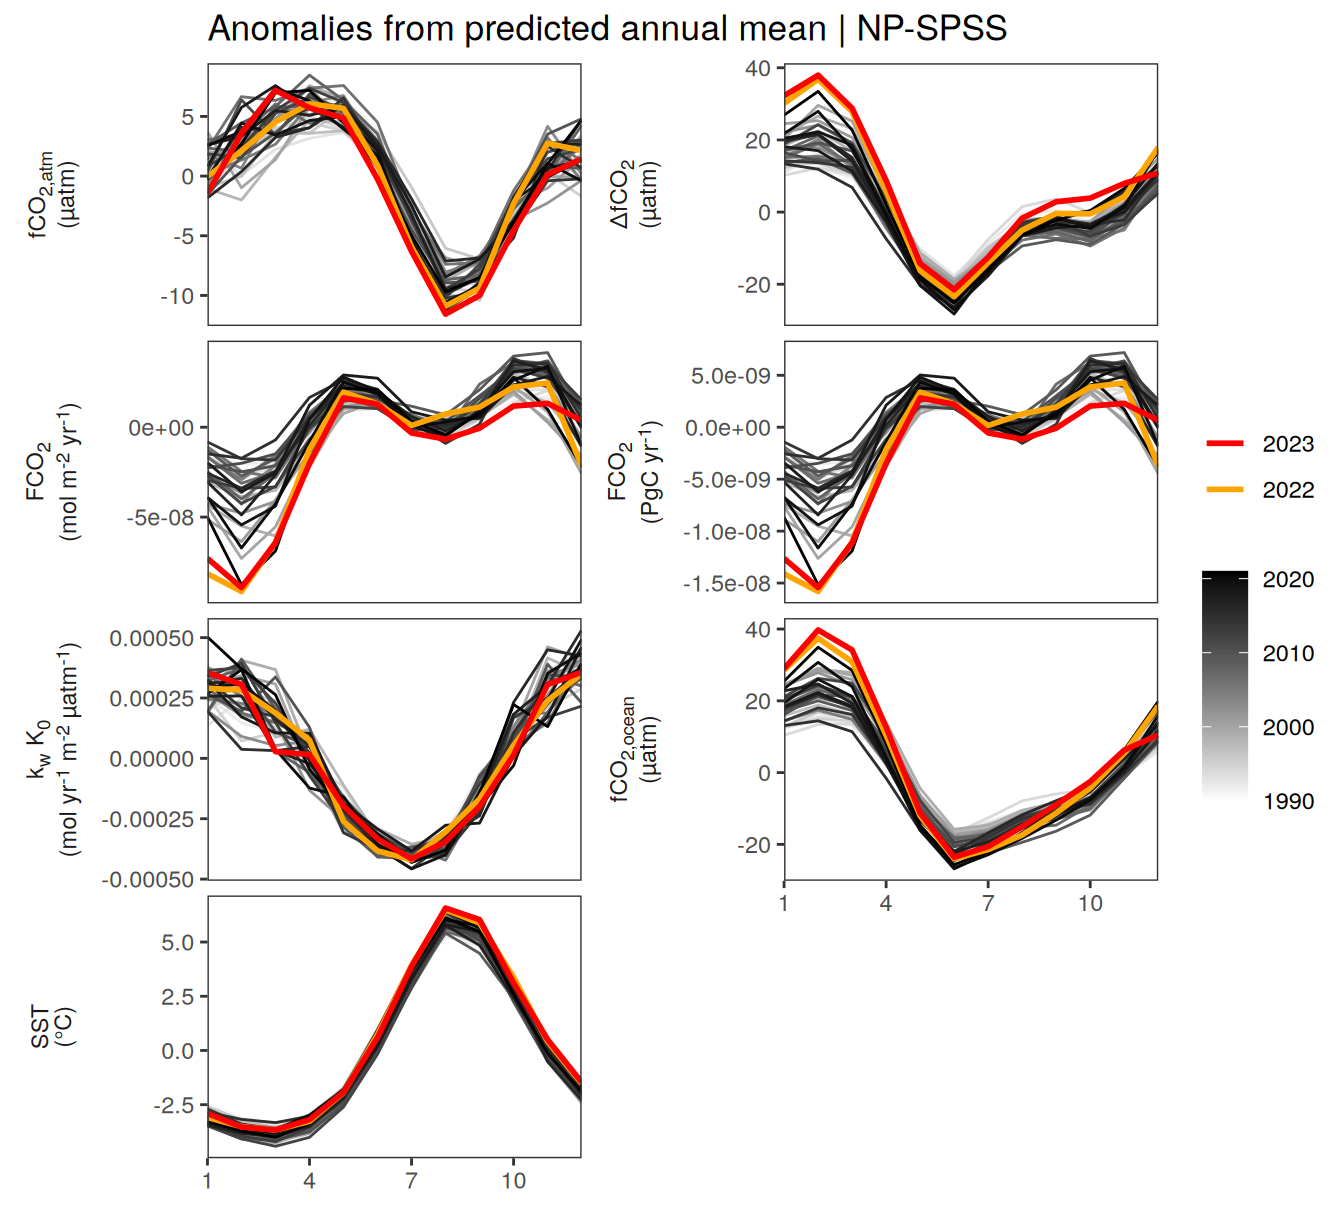 Anomalies from predicted annual mean | NP-SPSS
fCO2,atm
(µatm)
5
0
-5
-10
ΔfCO2
(µatm)
40
20
0
-20
FCO2
(mol m-2 yr-1)
0e+00
-5e-08
FCO2
(PgC yr-1)
5.0e-09
0.0e+00
-5.0e-09
-1.0e-08
-1.5e-08
kw K0
(mol yr-1 m-2 µatm-1)
0.00050
0.00025
0.00000
-0.00025
-0.00050
fCO2,ocean
(µatm)
40
20
0
-20
1 4 7 10
SST
(°C)
5.0
2.5
0.0
-2.5
1 4 7 10
2023
2022
2020
2010
2000
1990